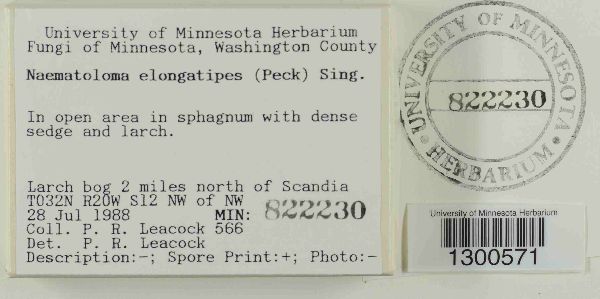 University of Minnesota Herbarium
Fungi of Minnesota, Washington County
Naematoloma elongatipes (Peck) Sing.
In open area in sphagnum with dense
sedge and larch.
Larch bog 2 miles north of Scandia
T032N R20W S12 NW of NW
28 Jul 1988 MIN: 822230
Coll. P. R. Leacock 566
Det. P. R. Leacock
Description:-; Spore Print:+; Photo:-
UNIVERSITY OF MINNESOTA
822230
HERBARIUM
University of Minnesota Herbarium
1300571